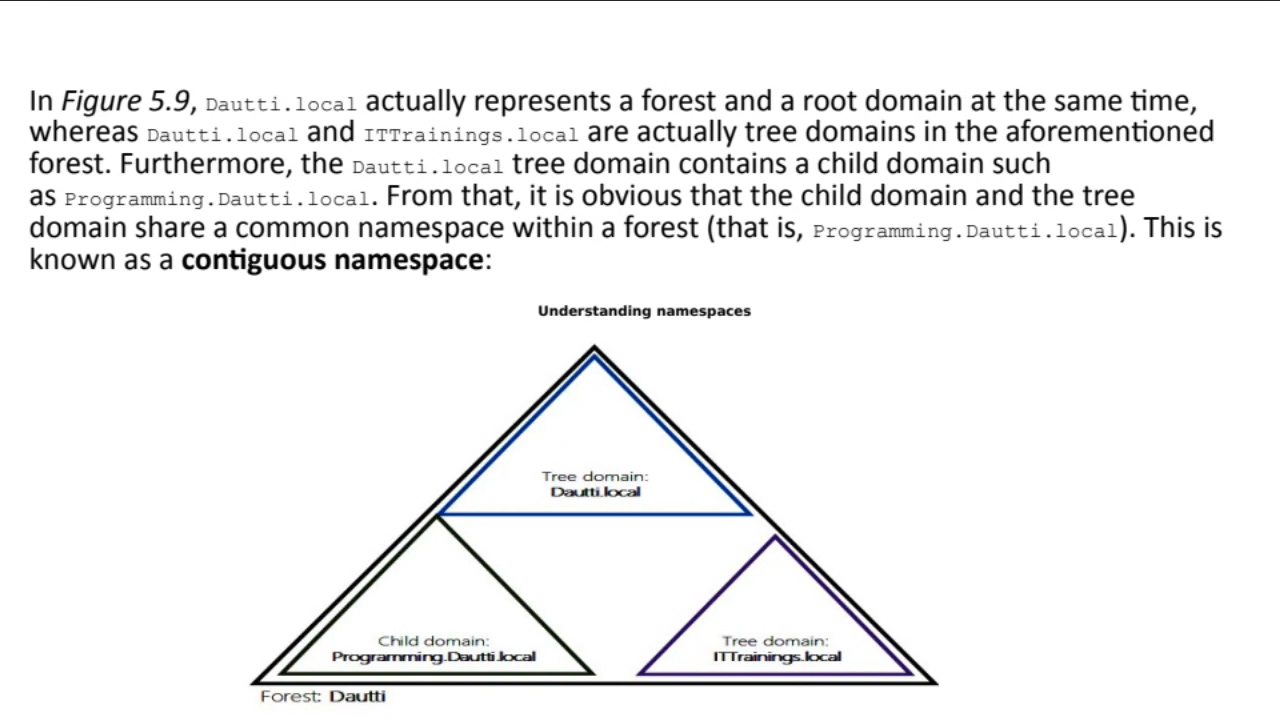 In Figure 5.9, Dautti.local actually represents a forest and a root domain at the same time,
whereas Dautti.local and ITTrainings.local are actually tree domains in the aforementioned
forest. Furthermore, the Dautti.local tree domain contains a child domain such
as Programming.Dautti.local. From that, it is obvious that the child domain and the tree
domain share a common namespace within a forest (that is, Programming.Dautti.local). This is
known as a contiguous namespace:
Understanding namespaces
Tree domain:
Dautti.local
Child domain:
Programming.Dautti.local
Tree domain:
ITTrainings.local
Forest: Dautti